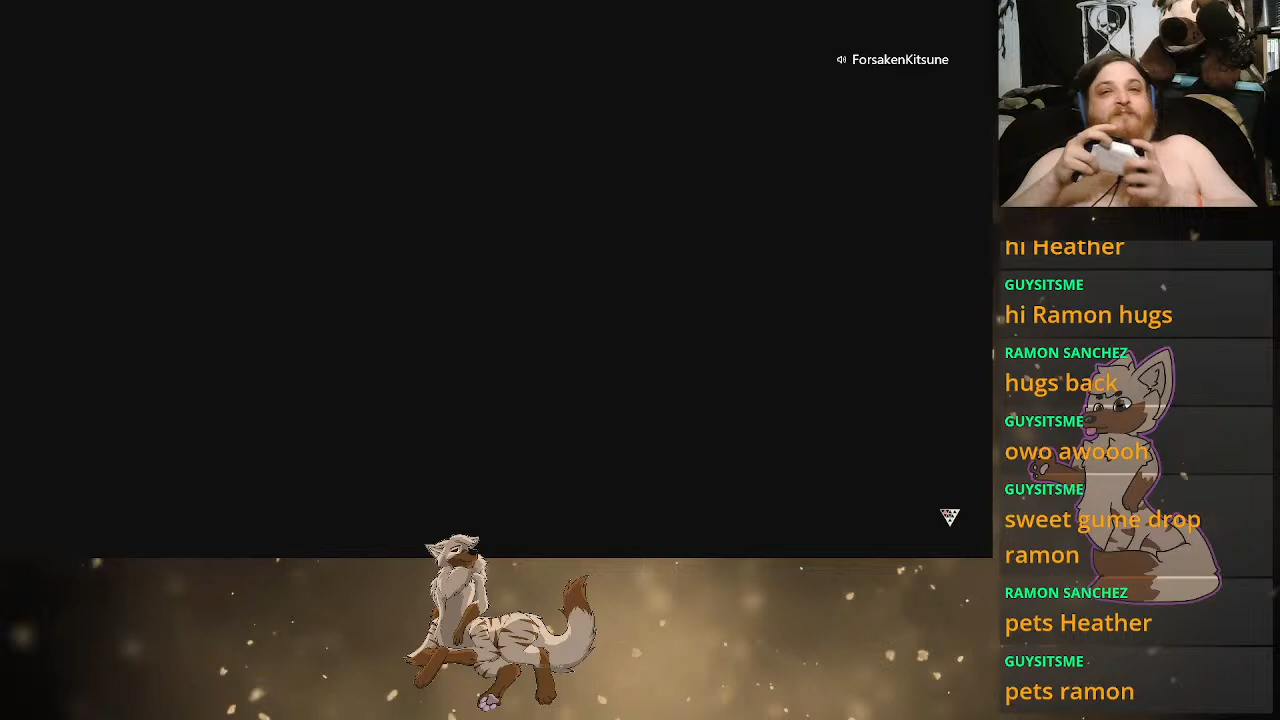 ForsakenKitsune
hi Heather
GUYSITSME
hi Ramon hugs
RAMON SANCHEZ
hugs back
GUYSITSME
owo awoooh
GUYSITSME
sweet gume drop
ramon
RAMON SANCHEZ
pets Heather
GUYSITSME
pets ramon